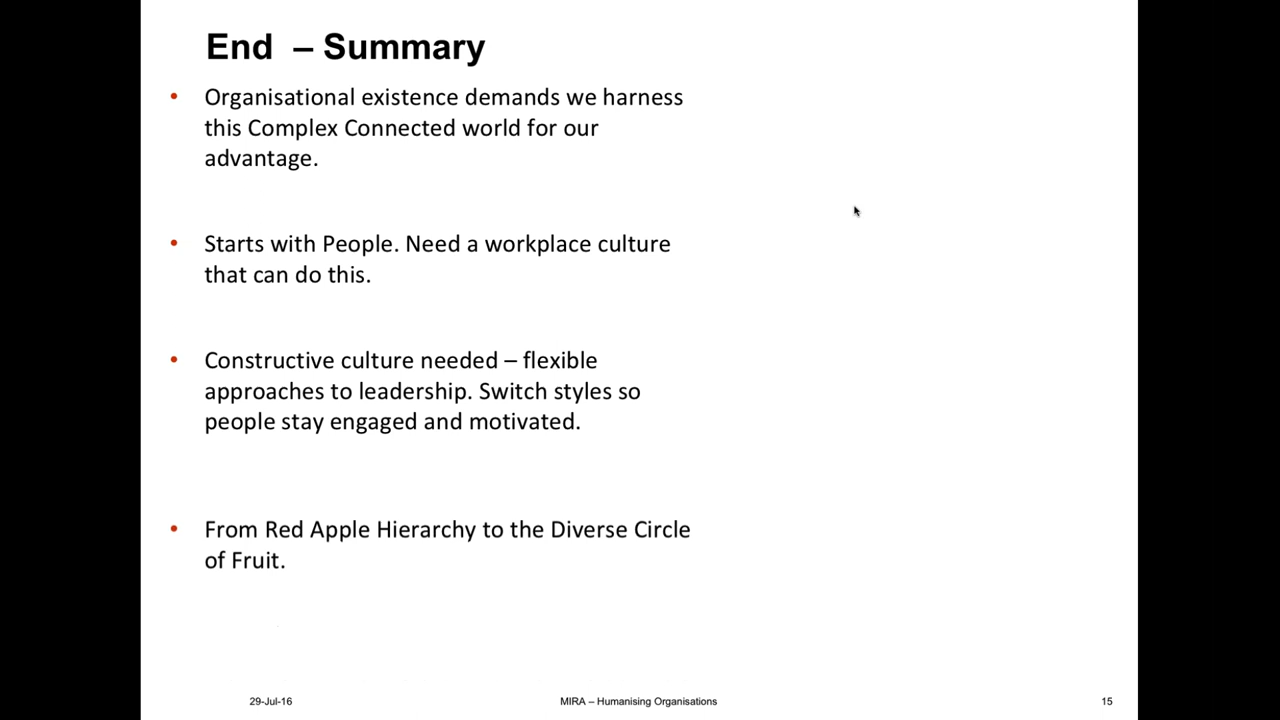 End – Summary
• Organisational existence demands we harness
this Complex Connected world for our
advantage.
• Starts with People. Need a workplace culture
that can do this.
• Constructive culture needed – flexible
approaches to leadership. Switch styles so
people stay engaged and motivated.
• From Red Apple Hierarchy to the Diverse Circle
of Fruit.
29-Jul-16
MIRA – Humanising Organisations
15